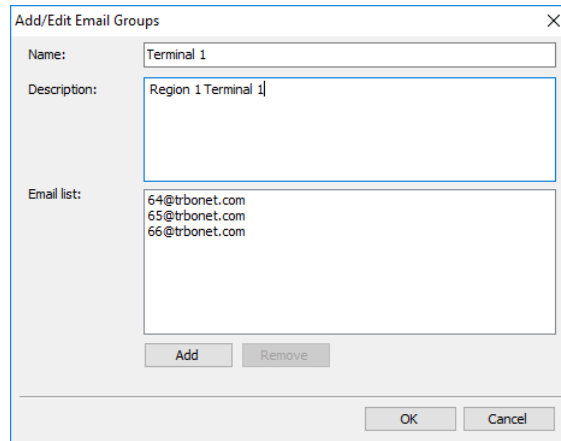 Add/Edit Email Groups
Name: Terminal 1
Description: Region 1 Terminal 1
Email list: 64@trbonet.com
65@trbonet.com
66@trbonet.com
Add Remove
OK Cancel